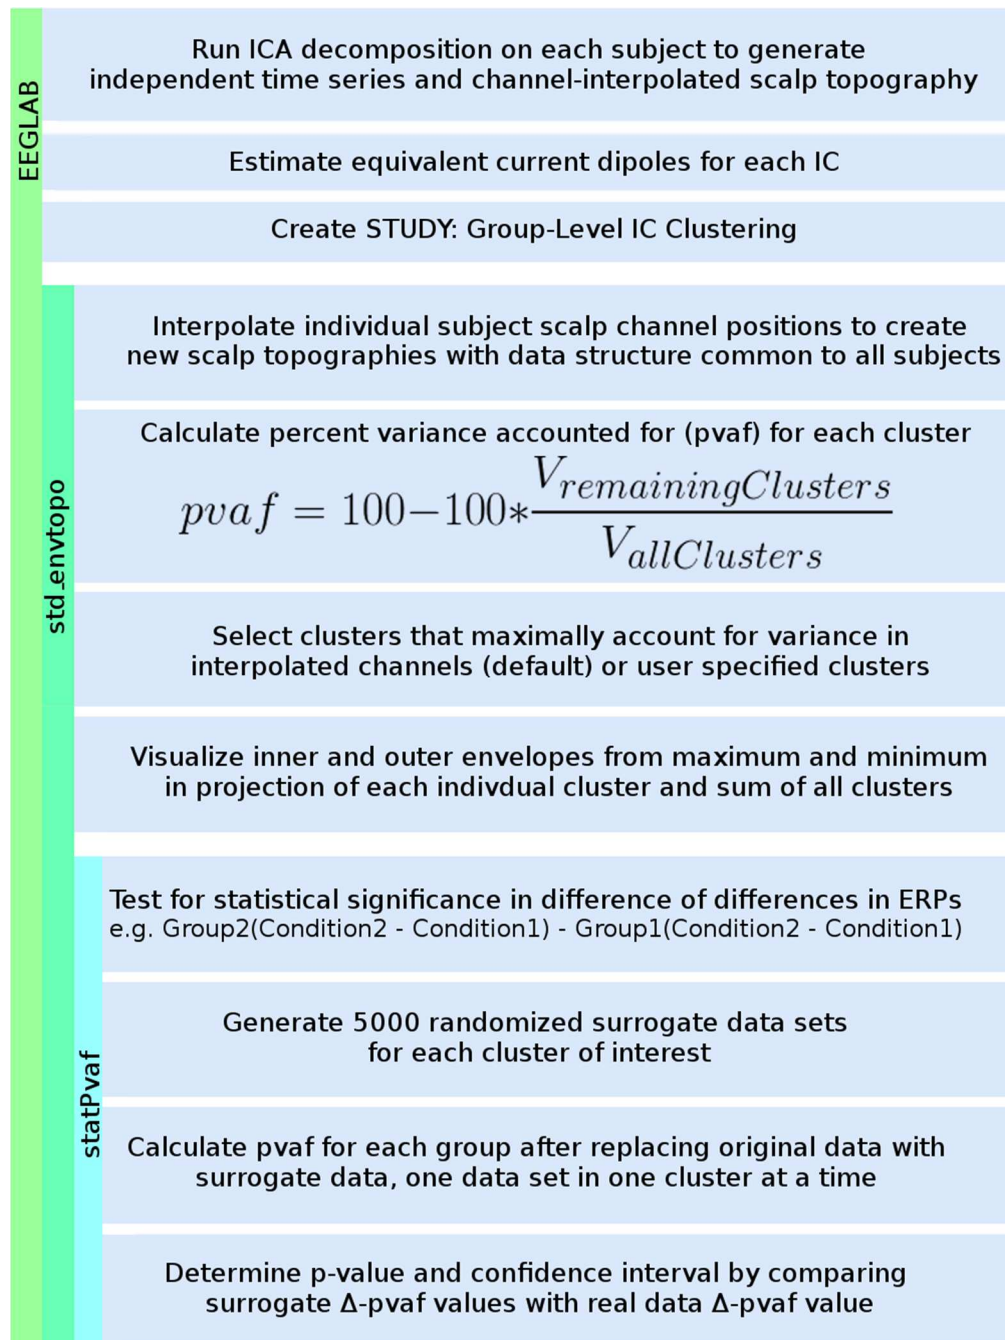 EEGLAB
Run ICA decomposition on each subject to generate
independent time series and channel-interpolated scalp topography
Estimate equivalent current dipoles for each IC
Create STUDY: Group-Level IC Clustering
std_envtopo
Interpolate individual subject scalp channel positions to create
new scalp topographies with data structure common to all subjects
Calculate percent variance accounted for (pvaf) for each cluster
pvaf = 100−100*V_remainingClusters/V_allClusters
Select clusters that maximally account for variance in
interpolated channels (default) or user specified clusters
Visualize inner and outer envelopes from maximum and minimum
in projection of each indivdual cluster and sum of all clusters
statPvaf
Test for statistical significance in difference of differences in ERPs
e.g. Group2(Condition2 - Condition1) - Group1(Condition2 - Condition1)
Generate 5000 randomized surrogate data sets
for each cluster of interest
Calculate pvaf for each group after replacing original data with
surrogate data, one data set in one cluster at a time
Determine p-value and confidence interval by comparing
surrogate Δ-pvaf values with real data Δ-pvaf value